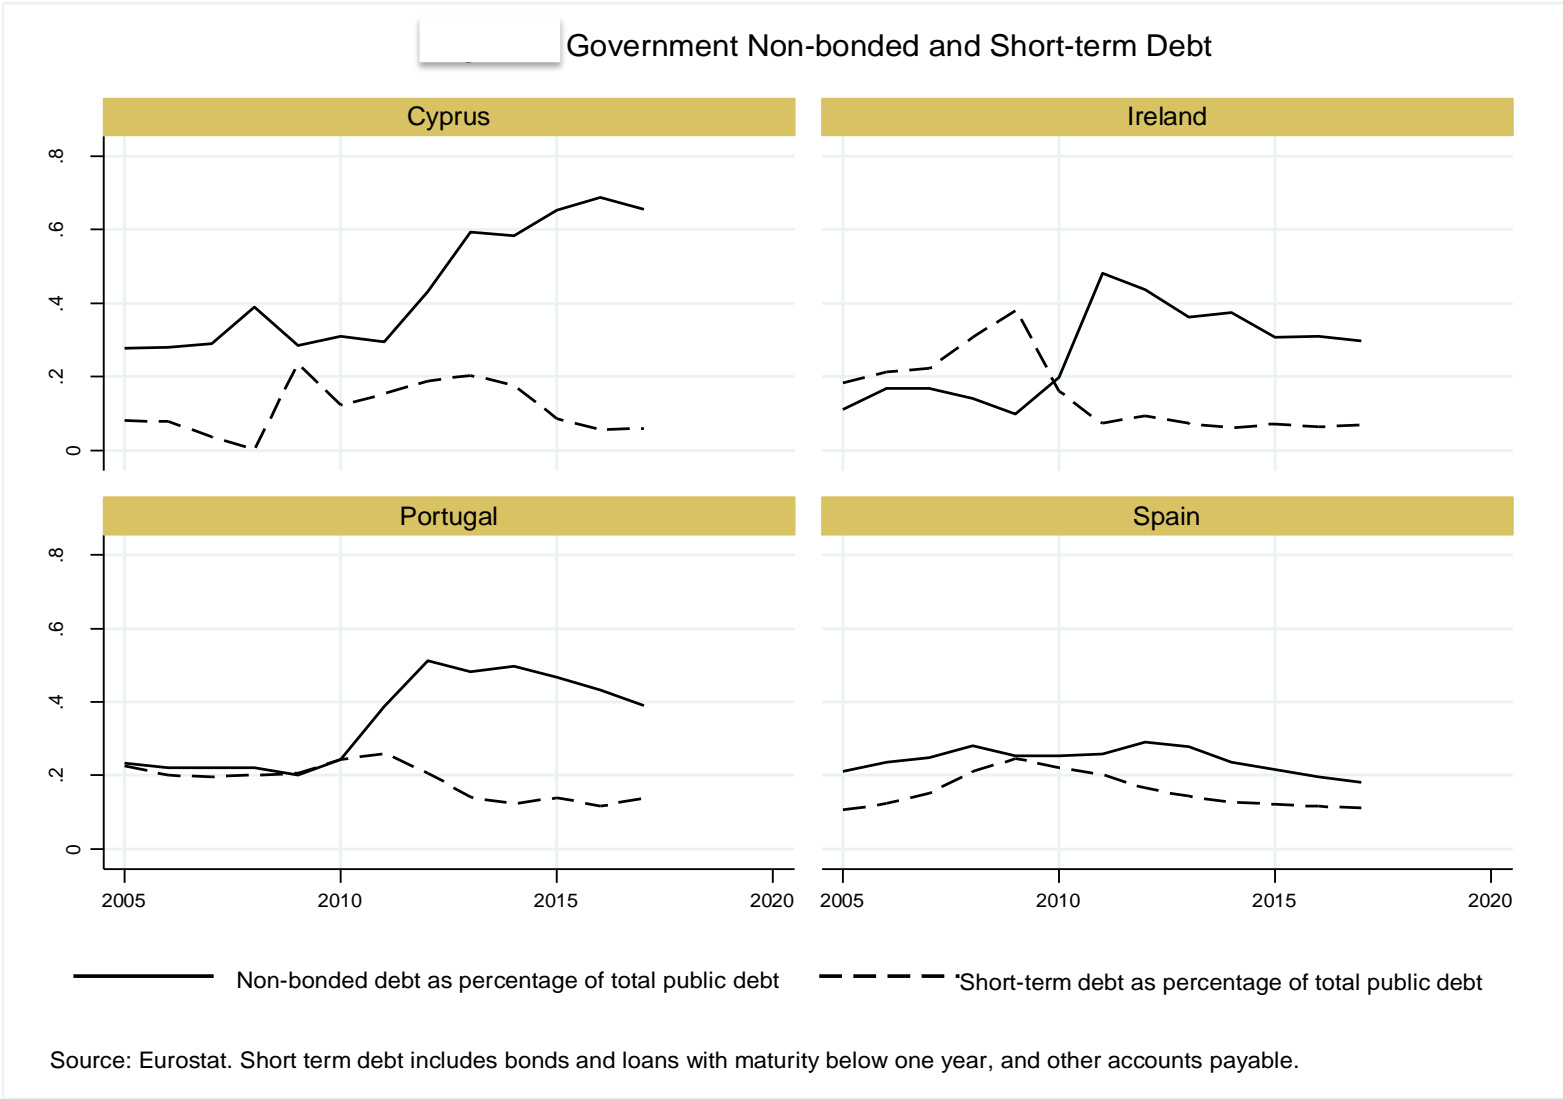 Government Non-bonded and Short-term Debt
Cyprus
Ireland
.8
.6
.4
.2
0
Portugal
Spain
.8
.6
.4
.2
0
2005 2010 2015 2020 2005 2010 2015 2020
Non-bonded debt as percentage of total public debt
Short-term debt as percentage of total public debt
Source: Eurostat. Short term debt includes bonds and loans with maturity below one year, and other accounts payable.